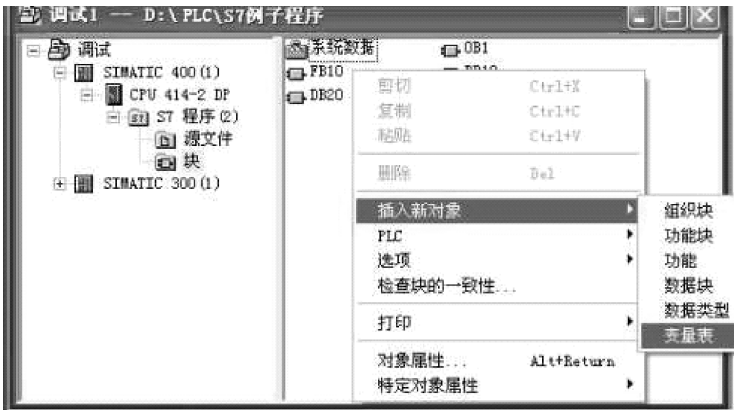 调试1 -- D:\PLC\S7例子程序
调试
SIMATIC 400(1)
CPU 414-2 DP
S7 程序(2)
源文件
块
SIMATIC 300(1)
系统数据
OB1
FB10
DB20
剪切 Ctrl+X
复制 Ctrl+C
粘贴 Ctrl+V
删除 Del
插入新对象
PLC
选项
检查块的一致性...
打印
对象属性... Alt+Return
特定对象属性
组织块
功能块
功能
数据块
数据类型
变量表